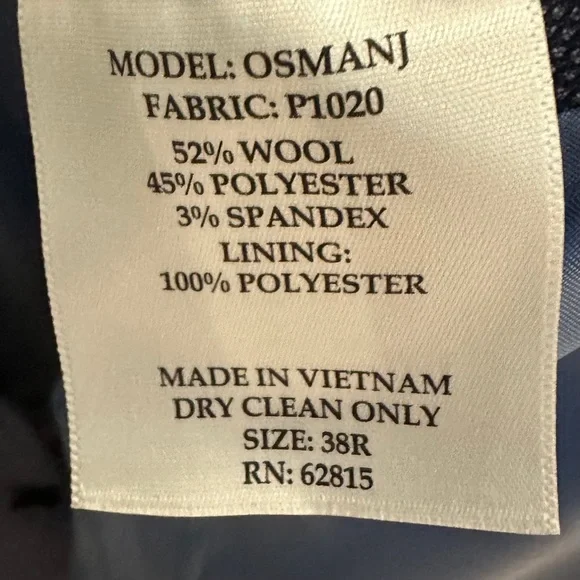 MODEL: OSMANJ
FABRIC: P1020
52% WOOL
45% POLYESTER
3% SPANDEX
LINING:
100% POLYESTER
MADE IN VIETNAM
DRY CLEAN ONLY
SIZE: 38R
RN: 62815